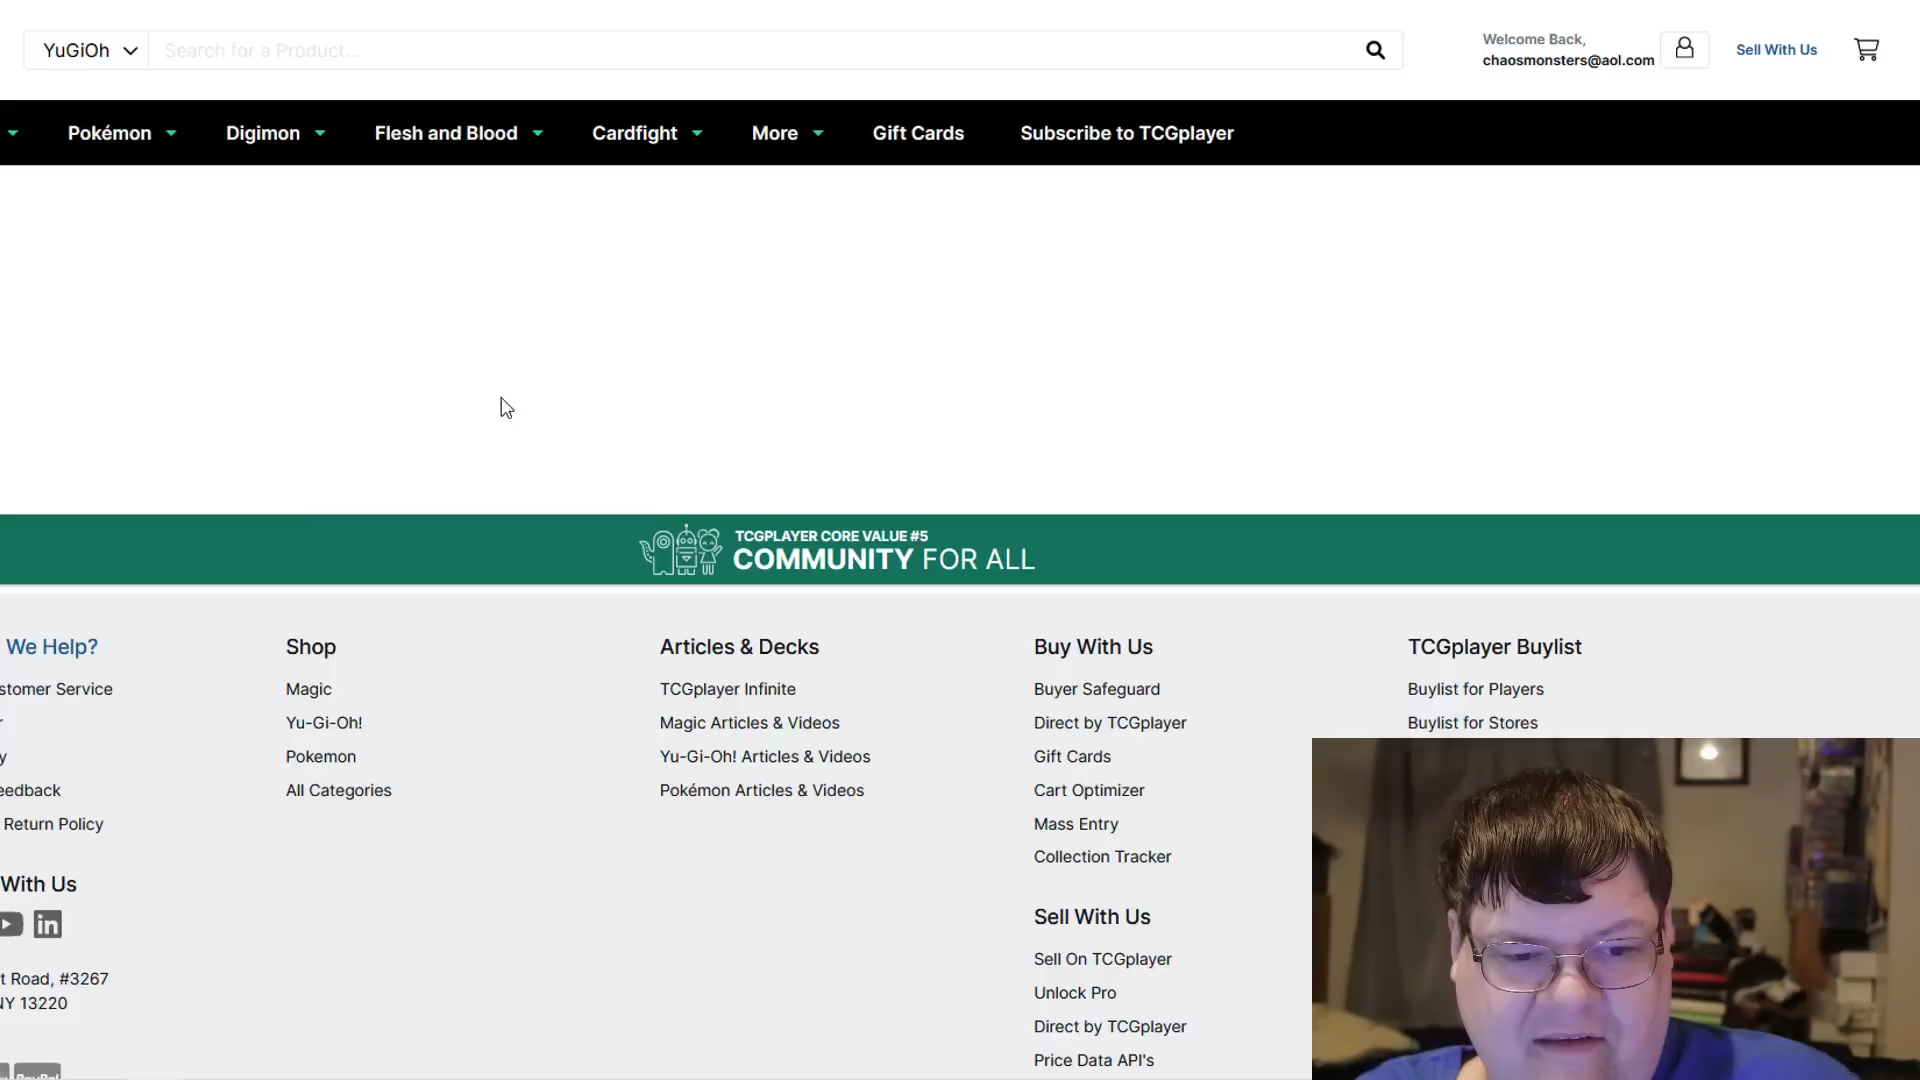 YuGiOh
Search for a Product...
Welcome Back,
chaosmonsters@aol.com
Sell With Us
Pokémon
Digimon
Flesh and Blood
Cardfight
More
Gift Cards
Subscribe to TCGplayer
TCGPLAYER CORE VALUE #5
COMMUNITY FOR ALL
We Help?
stomer Service
r
y
eedback
Return Policy
With Us
in
t Road, #3267
NY 13220
PayPal
Shop
Magic
Yu-Gi-Oh!
Pokemon
All Categories
Articles & Decks
TCGplayer Infinite
Magic Articles & Videos
Yu-Gi-Oh! Articles & Videos
Pokémon Articles & Videos
Buy With Us
Buyer Safeguard
Direct by TCGplayer
Gift Cards
Cart Optimizer
Mass Entry
Collection Tracker
Sell With Us
Sell On TCGplayer
Unlock Pro
Direct by TCGplayer
Price Data API's
TCGplayer Buylist
Buylist for Players
Buylist for Stores